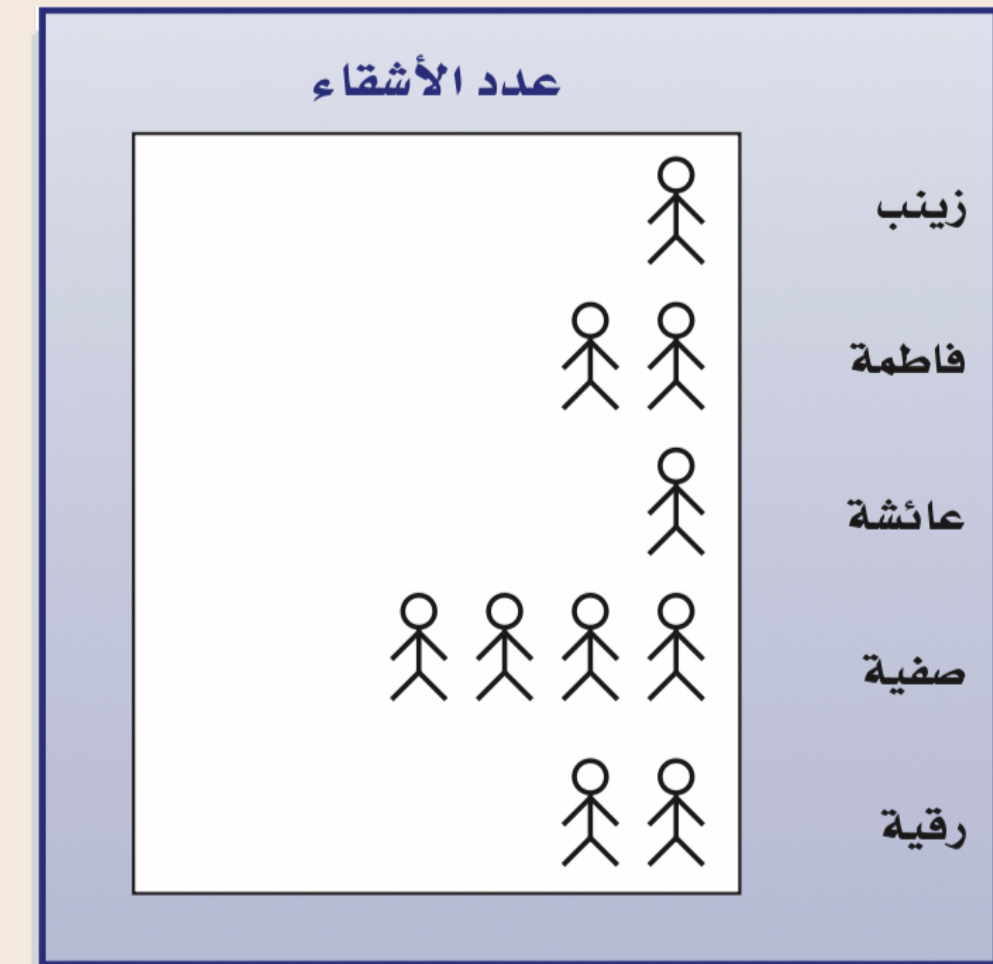 عدد الأشقاء
زينب
فاطمة
عائشة
صفية
رقية